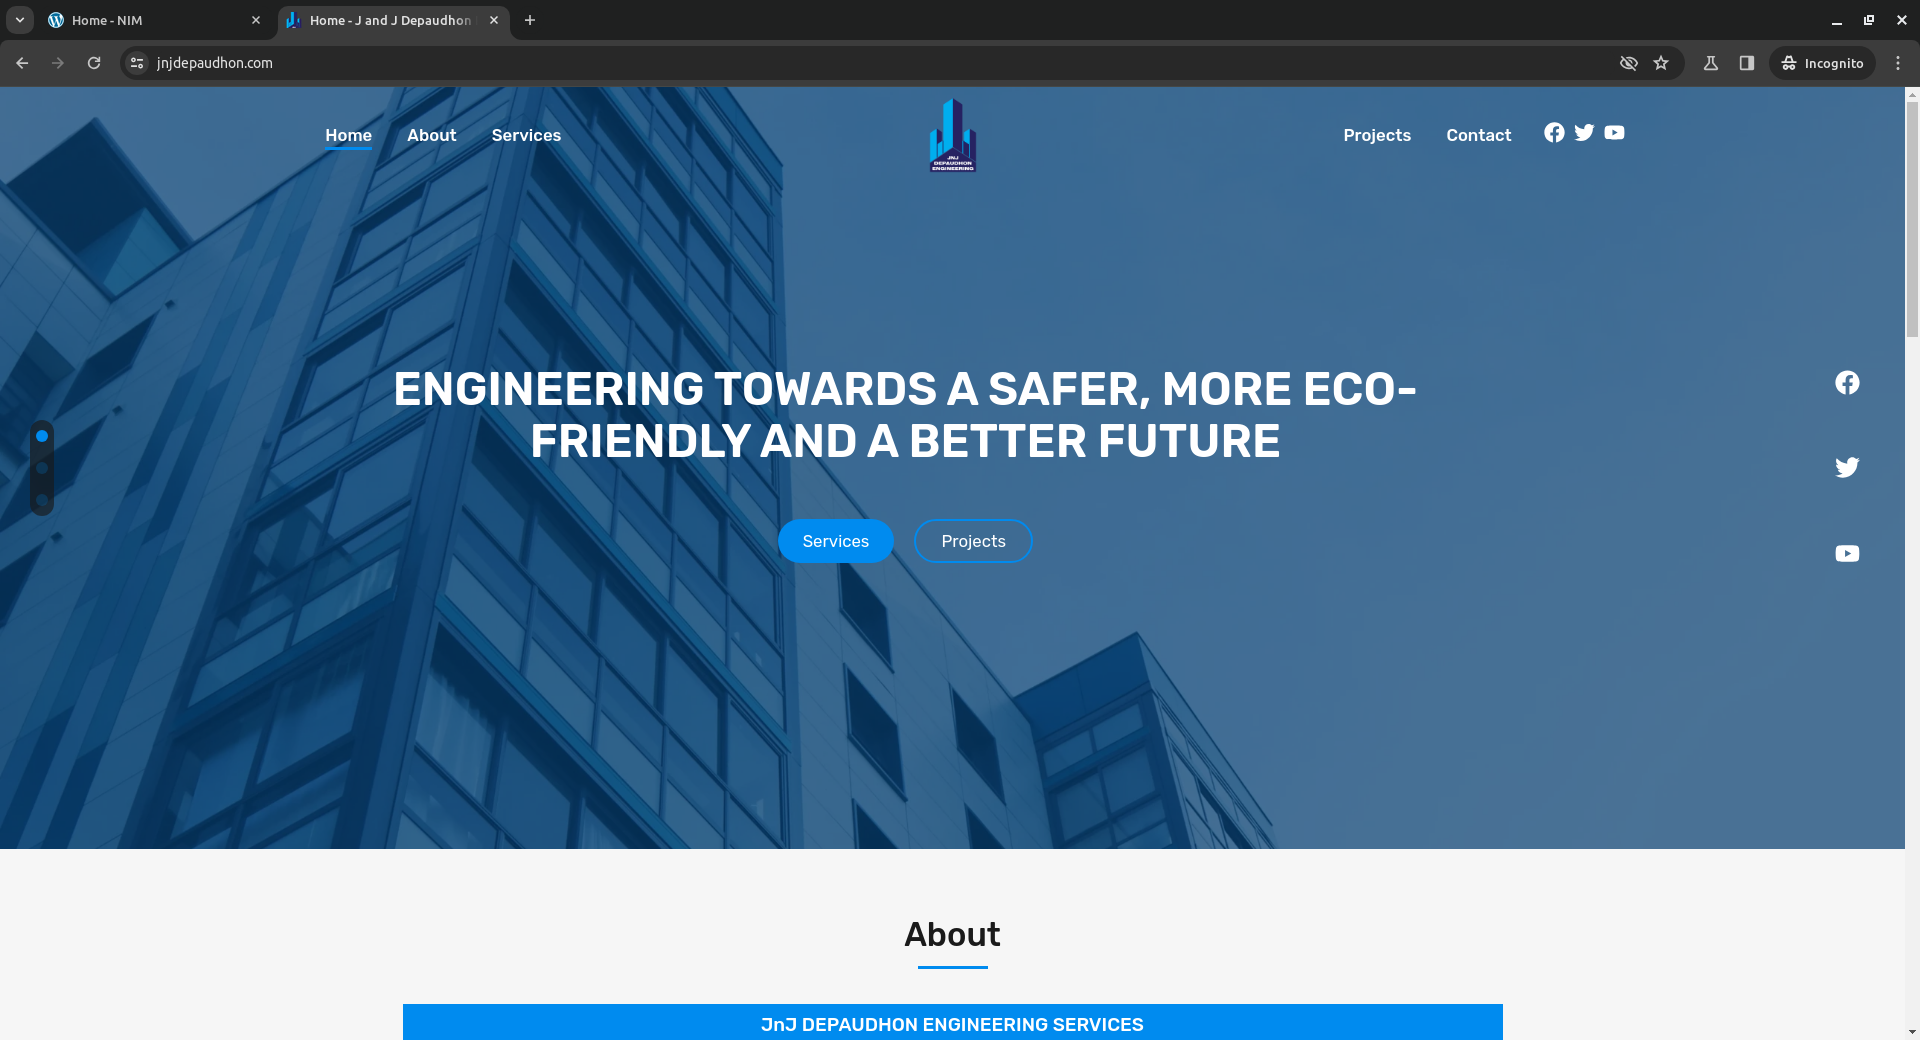 Home - NIM
Home - J and J Depaudhon
jnjdepaudhon.com
Incognito
Home
About
Services
JNJ
DEPAUDHON
ENGINEERING
Projects
Contact
ENGINEERING TOWARDS A SAFER, MORE ECO-
FRIENDLY AND A BETTER FUTURE
Services
Projects
About
JnJ DEPAUDHON ENGINEERING SERVICES